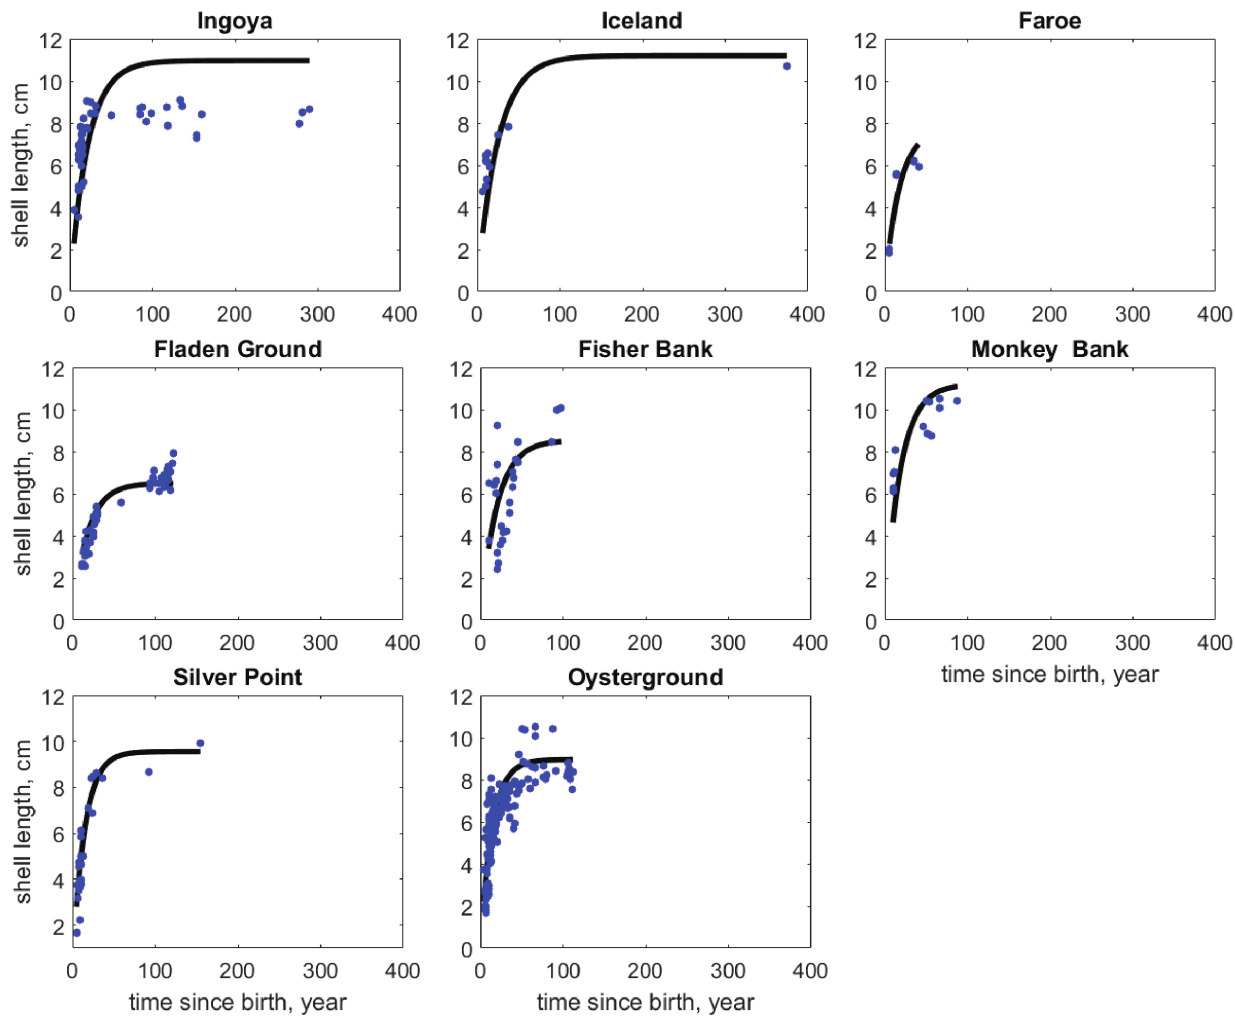 Ingoya
Iceland
Faroe
12
10
8
6
4
2
0
shell length, cm
0 100 200 300 400
12
10
8
6
4
2
0
0 100 200 300 400
12
10
8
6
4
2
0
0 100 200 300 400
Fladen Ground
Fisher Bank
Monkey Bank
12
10
8
6
4
2
0
shell length, cm
0 100 200 300 400
12
10
8
6
4
2
0
0 100 200 300 400
12
10
8
6
4
2
0
0 100 200 300 400
time since birth, year
Silver Point
Oysterground
12
10
8
6
4
2
shell length, cm
0 100 200 300 400
time since birth, year
12
10
8
6
4
2
0
0 100 200 300 400
time since birth, year